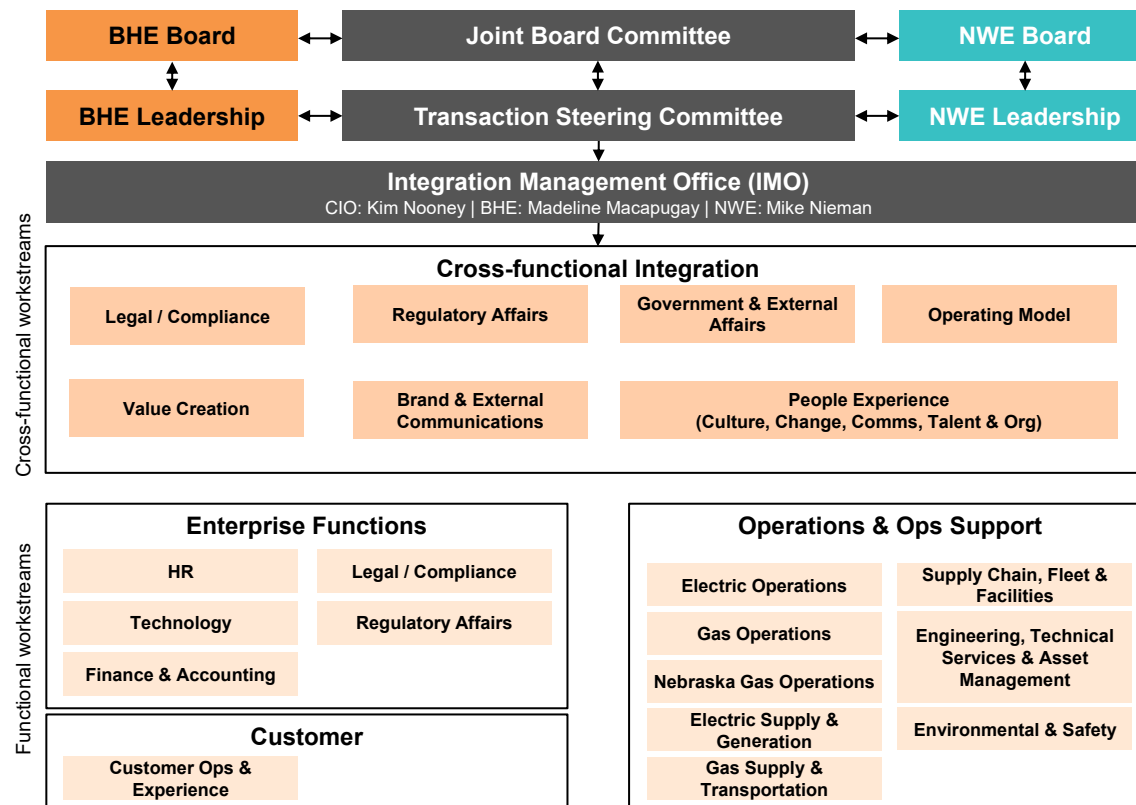 BHE Board
Joint Board Committee
NWE Board
BHE Leadership
Transaction Steering Committee
NWE Leadership
Integration Management Office (IMO)
CIO: Kim Nooney | BHE: Madeline Macapugay | NWE: Mike Nieman
Cross-functional workstreams
Cross-functional Integration
Legal / Compliance
Regulatory Affairs
Government & External
Affairs
Operating Model
Value Creation
Brand & External
Communications
People Experience
(Culture, Change, Comms, Talent & Org)
Functional workstreams
Enterprise Functions
HR
Legal / Compliance
Technology
Regulatory Affairs
Finance & Accounting
Customer
Customer Ops &
Experience
Operations & Ops Support
Electric Operations
Supply Chain, Fleet &
Facilities
Gas Operations
Engineering, Technical
Services & Asset
Management
Nebraska Gas Operations
Electric Supply &
Generation
Environmental & Safety
Gas Supply &
Transportation